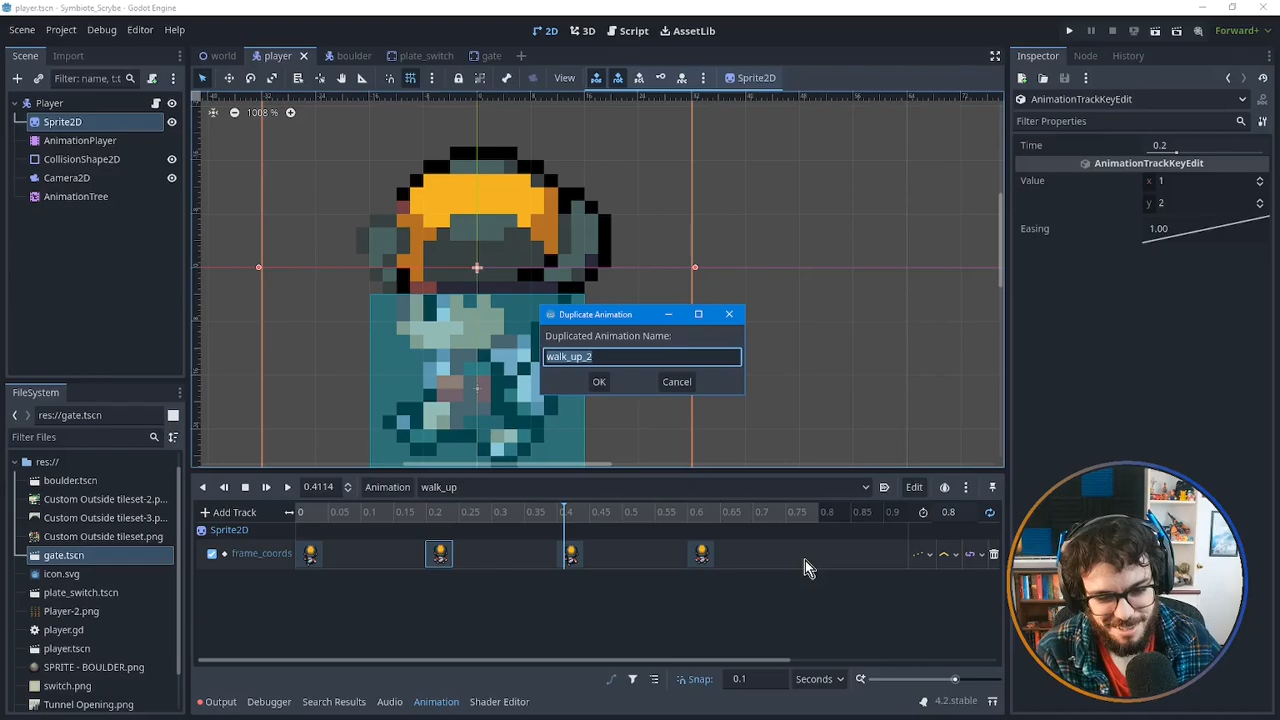 player.tscn - Symbiote_Scrybe - Godot Engine
Scene Project Debug Editor Help
2D 3D Script AssetLib
Forward+
Scene Import
Filter: name, t:t
Player
Sprite2D
AnimationPlayer
CollisionShape2D
Camera2D
AnimationTree
world player boulder plate_switch gate
View
Sprite2D
1008 %
Duplicate Animation
Duplicated Animation Name:
walk_up_2
OK Cancel
Inspector Node History
AnimationTrackKeyEdit
Filter Properties
Time 0.2
AnimationTrackKeyEdit
Value x 1
y 2
Easing 1.00
FileSystem
res://gate.tscn
Filter Files
res://
boulder.tscn
Custom Outside tileset-2.p...
Custom Outside tileset-3.p...
Custom Outside tileset.png
gate.tscn
icon.svg
plate_switch.tscn
Player-2.png
player.gd
player.tscn
SPRITE - BOULDER.png
switch.png
Tunnel Opening.png
0.4114 Animation walk_up Edit
Add Track 0 0.05 0.1 0.15 0.2 0.25 0.3 0.35 0.4 0.45 0.5 0.55 0.6 0.65 0.7 0.75 0.8 0.85 0.9 0.8
Sprite2D
frame_coords
Snap: 0.1 Seconds
Output Debugger Search Results Audio Animation Shader Editor
4.2.stable